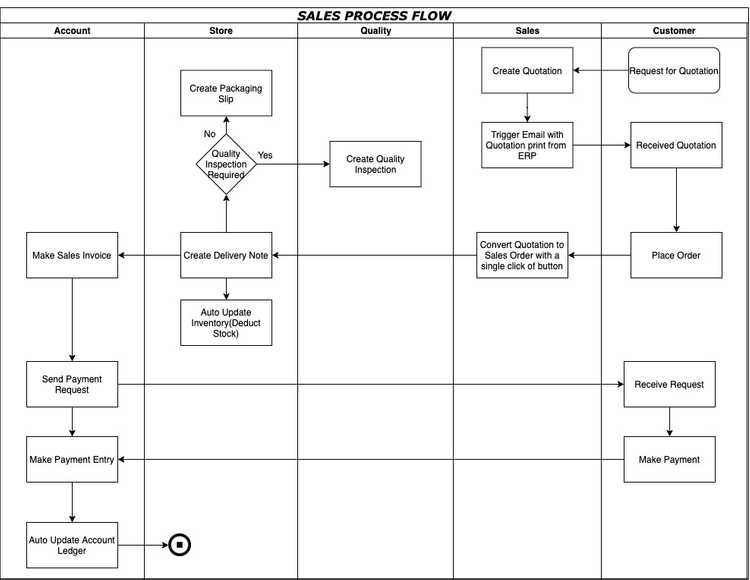 SALES PROCESS FLOW
Account
Store
Quality
Sales
Customer
Create Quotation
Request for Quotation
Create Packaging
Slip
No
Quality
Inspection
Required
Yes
Create Quality
Inspection
Trigger Email with
Quotation print from
ERP
Received Quotation
Make Sales Invoice
Create Delivery Note
Convert Quotation to
Sales Order with a
single click of button
Place Order
Auto Update
Inventory(Deduct
Stock)
Send Payment
Request
Receive Request
Make Payment Entry
Make Payment
Auto Update Account
Ledger